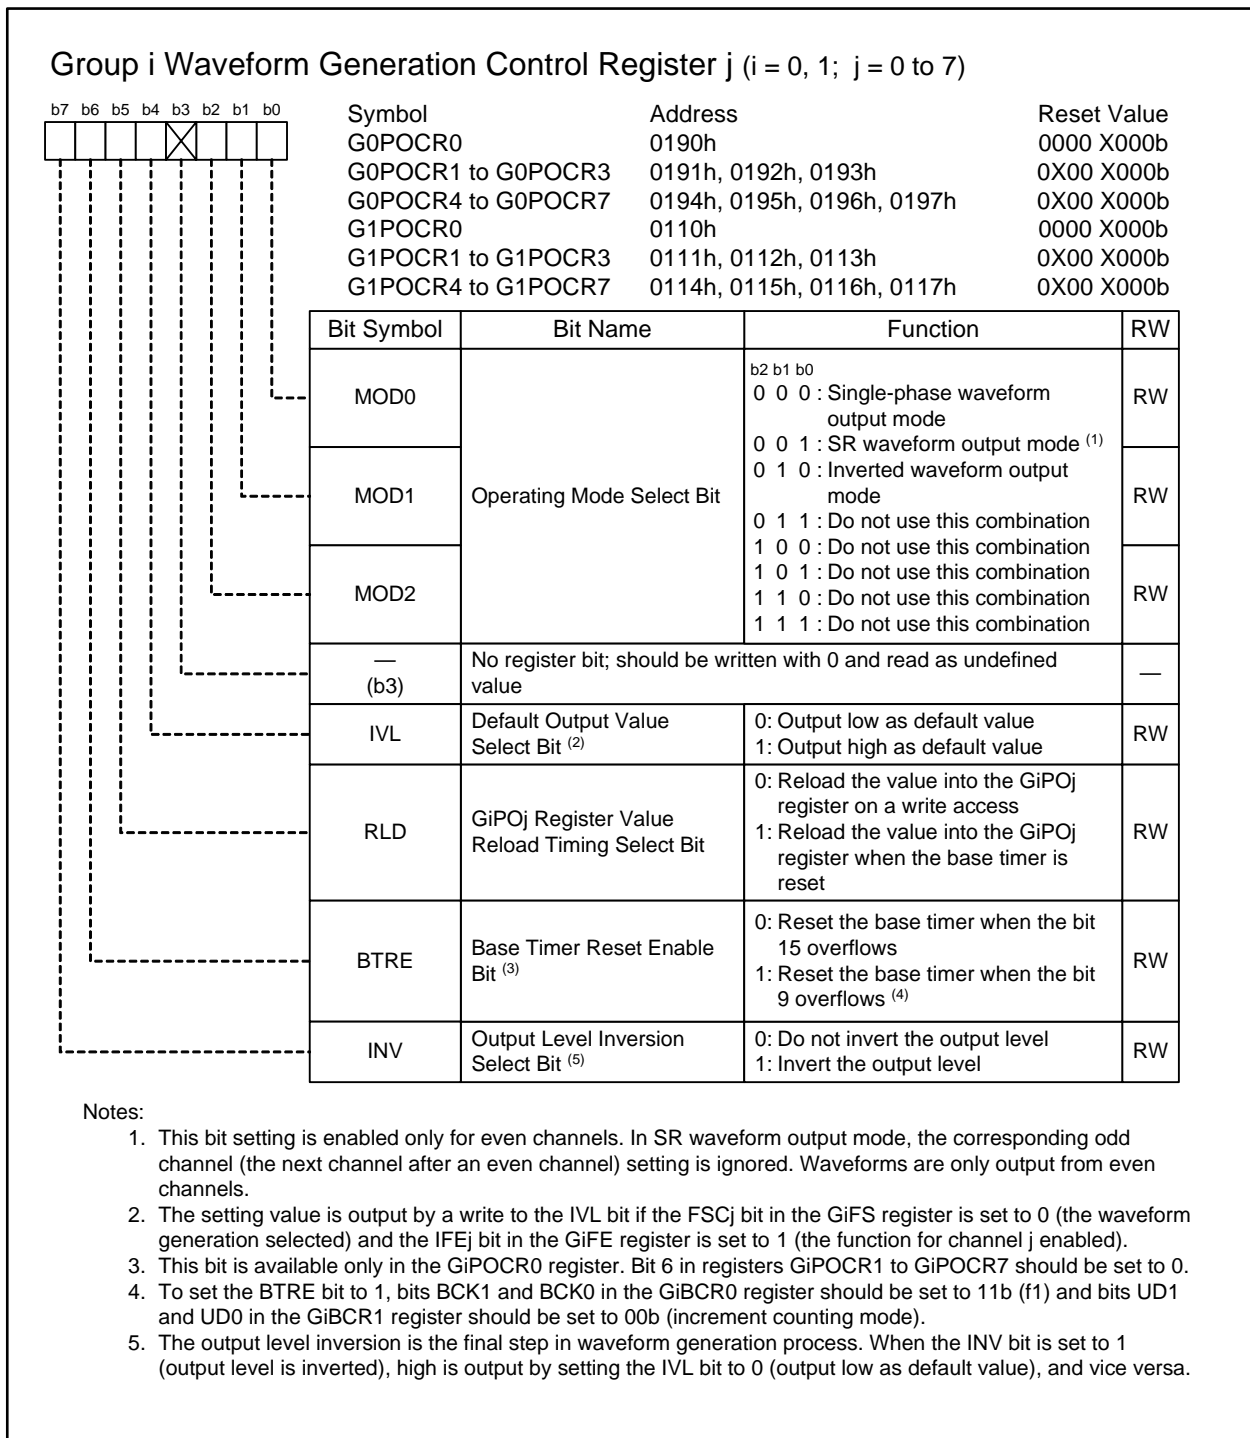 Group i Waveform Generation Control Register j (i = 0, 1; j = 0 to 7)
b7 b6 b5 b4 b3 b2 b1 b0
Symbol Address Reset Value
G0POCR0 0190h 0000 X000b
G0POCR1 to G0POCR3 0191h, 0192h, 0193h 0X00 X000b
G0POCR4 to G0POCR7 0194h, 0195h, 0196h, 0197h 0X00 X000b
G1POCR0 0110h 0000 X000b
G1POCR1 to G1POCR3 0111h, 0112h, 0113h 0X00 X000b
G1POCR4 to G1POCR7 0114h, 0115h, 0116h, 0117h 0X00 X000b
Bit Symbol Bit Name Function RW
MOD0 RW
MOD1 RW
MOD2 RW
Operating Mode Select Bit
b2 b1 b0
0 0 0 : Single-phase waveform
output mode
0 0 1 : SR waveform output mode (1)
0 1 0 : Inverted waveform output
mode
0 1 1 : Do not use this combination
1 0 0 : Do not use this combination
1 0 1 : Do not use this combination
1 1 0 : Do not use this combination
1 1 1 : Do not use this combination
—
(b3)
No register bit; should be written with 0 and read as undefined
value
—
IVL
Default Output Value
Select Bit (2)
0: Output low as default value
1: Output high as default value
RW
RLD
GiPOj Register Value
Reload Timing Select Bit
0: Reload the value into the GiPOj
register on a write access
1: Reload the value into the GiPOj
register when the base timer is
reset
RW
BTRE
Base Timer Reset Enable
Bit (3)
0: Reset the base timer when the bit
15 overflows
1: Reset the base timer when the bit
9 overflows (4)
RW
INV
Output Level Inversion
Select Bit (5)
0: Do not invert the output level
1: Invert the output level
RW
Notes:
1. This bit setting is enabled only for even channels. In SR waveform output mode, the corresponding odd
channel (the next channel after an even channel) setting is ignored. Waveforms are only output from even
channels.
2. The setting value is output by a write to the IVL bit if the FSCj bit in the GiFS register is set to 0 (the waveform
generation selected) and the IFEj bit in the GiFE register is set to 1 (the function for channel j enabled).
3. This bit is available only in the GiPOCR0 register. Bit 6 in registers GiPOCR1 to GiPOCR7 should be set to 0.
4. To set the BTRE bit to 1, bits BCK1 and BCK0 in the GiBCR0 register should be set to 11b (f1) and bits UD1
and UD0 in the GiBCR1 register should be set to 00b (increment counting mode).
5. The output level inversion is the final step in waveform generation process. When the INV bit is set to 1
(output level is inverted), high is output by setting the IVL bit to 0 (output low as default value), and vice versa.